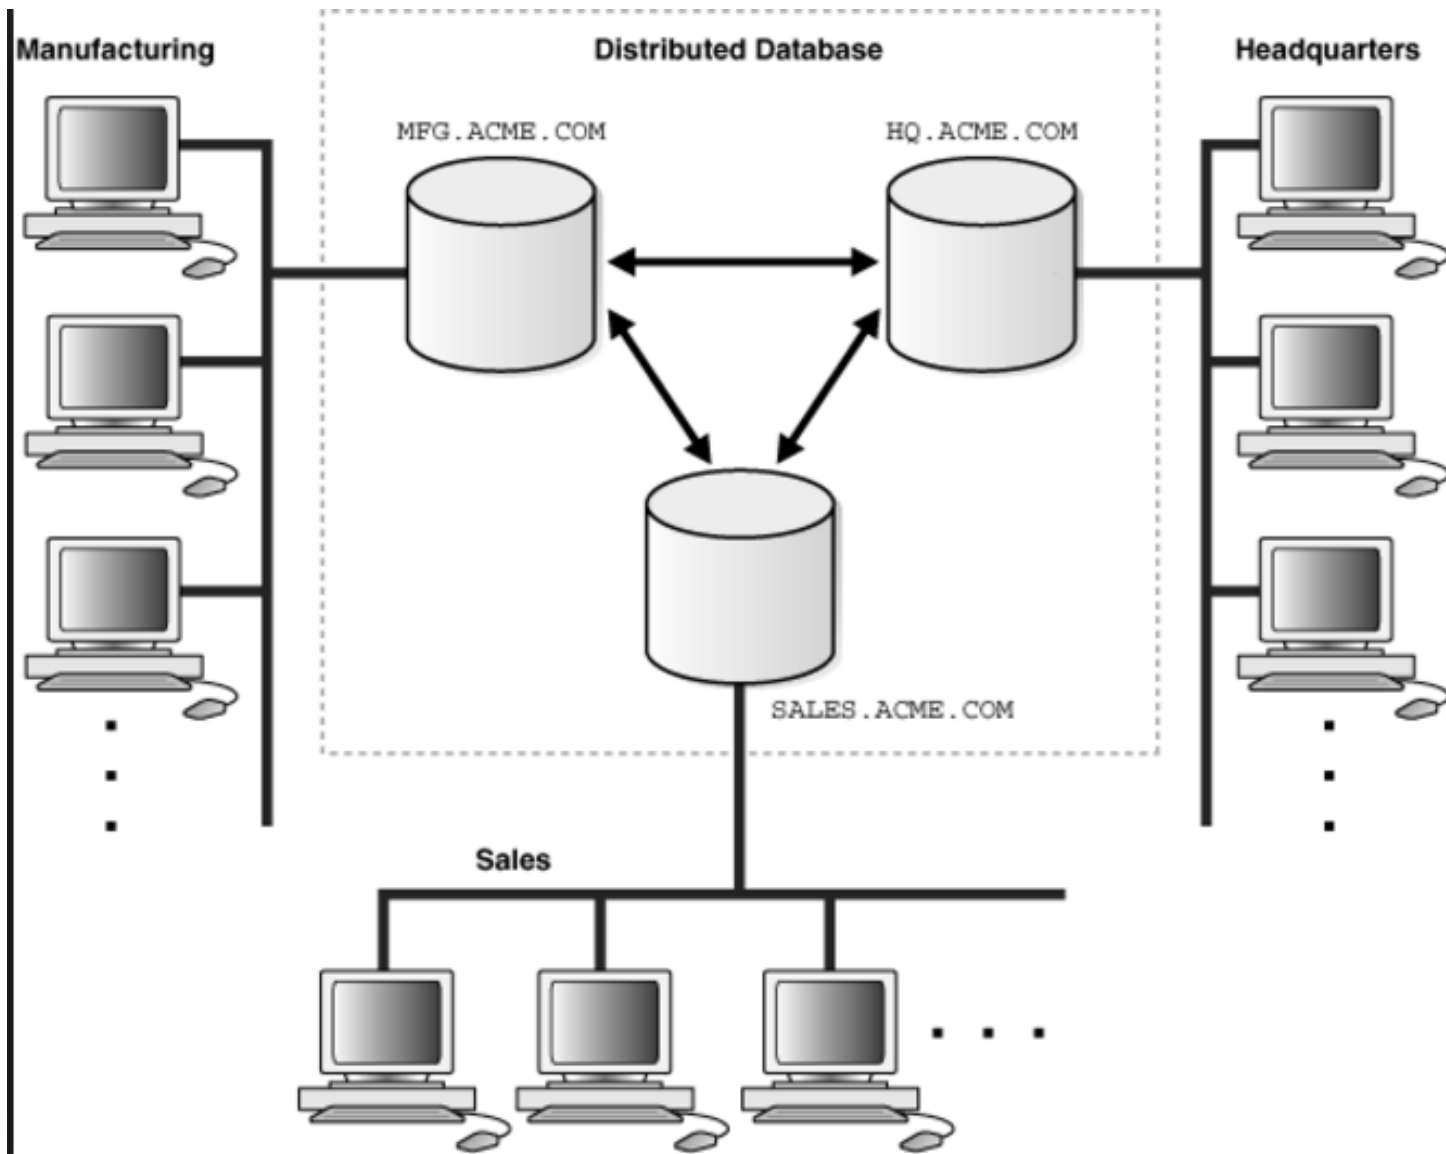 Manufacturing
Distributed Database
Headquarters
MFG.ACME.COM
HQ.ACME.COM
SALES.ACME.COM
Sales